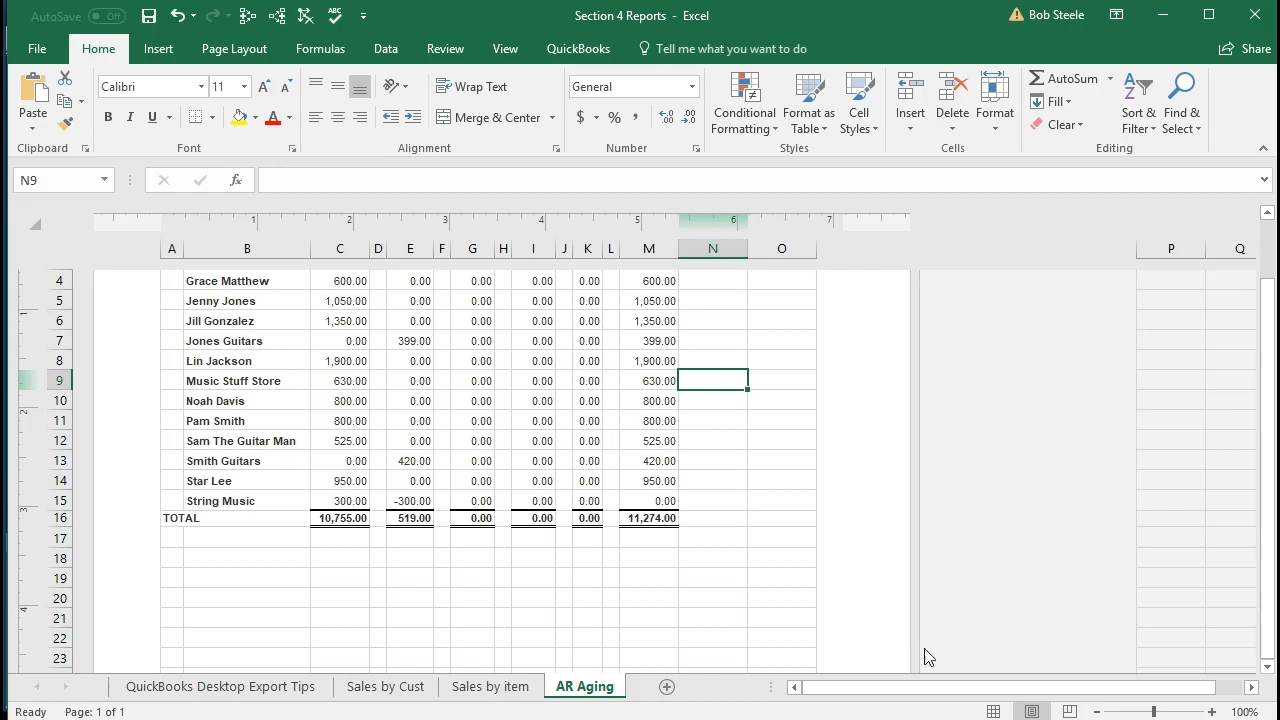 AutoSave Off
Section 4 Reports - Excel
Bob Steele
File Home Insert Page Layout Formulas Data Review View QuickBooks Tell me what you want to do Share
Paste
Clipboard
Calibri 11
B I U
Font
Wrap Text
Merge & Center
Alignment
General
$ % ,
Number
Conditional Formatting
Format as Table
Cell Styles
Styles
Insert Delete Format
Cells
AutoSum
Fill
Clear
Sort & Filter
Find & Select
Editing
N9 fx
1 2 3 4 5 6 7
A B C D E F G H I J K L M N O P Q
4 Grace Matthew 600.00 0.00 0.00 0.00 0.00 600.00
5 Jenny Jones 1,050.00 0.00 0.00 0.00 0.00 1,050.00
6 Jill Gonzalez 1,350.00 0.00 0.00 0.00 0.00 1,350.00
7 Jones Guitars 0.00 399.00 0.00 0.00 0.00 399.00
8 Lin Jackson 1,900.00 0.00 0.00 0.00 0.00 1,900.00
9 Music Stuff Store 630.00 0.00 0.00 0.00 0.00 630.00
10 Noah Davis 800.00 0.00 0.00 0.00 0.00 800.00
11 Pam Smith 800.00 0.00 0.00 0.00 0.00 800.00
12 Sam The Guitar Man 525.00 0.00 0.00 0.00 0.00 525.00
13 Smith Guitars 0.00 420.00 0.00 0.00 0.00 420.00
14 Star Lee 950.00 0.00 0.00 0.00 0.00 950.00
15 String Music 300.00 -300.00 0.00 0.00 0.00 0.00
16 TOTAL 10,755.00 519.00 0.00 0.00 0.00 11,274.00
17
18
19
20
21
22
23
QuickBooks Desktop Export Tips Sales by Cust Sales by item AR Aging
Ready Page: 1 of 1 100%